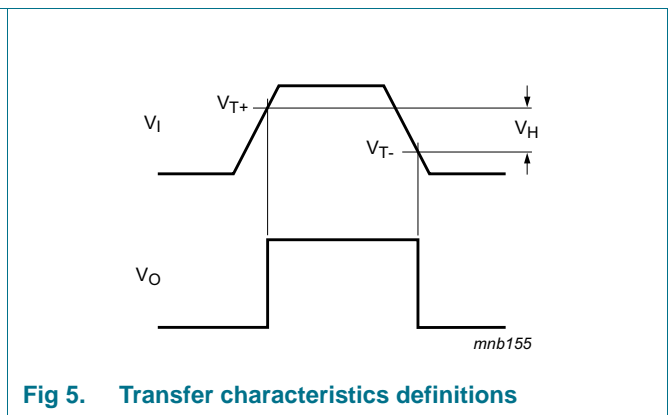 VT+
VI
VH
VT-
VO
mnb155
Fig 5. Transfer characteristics definitions